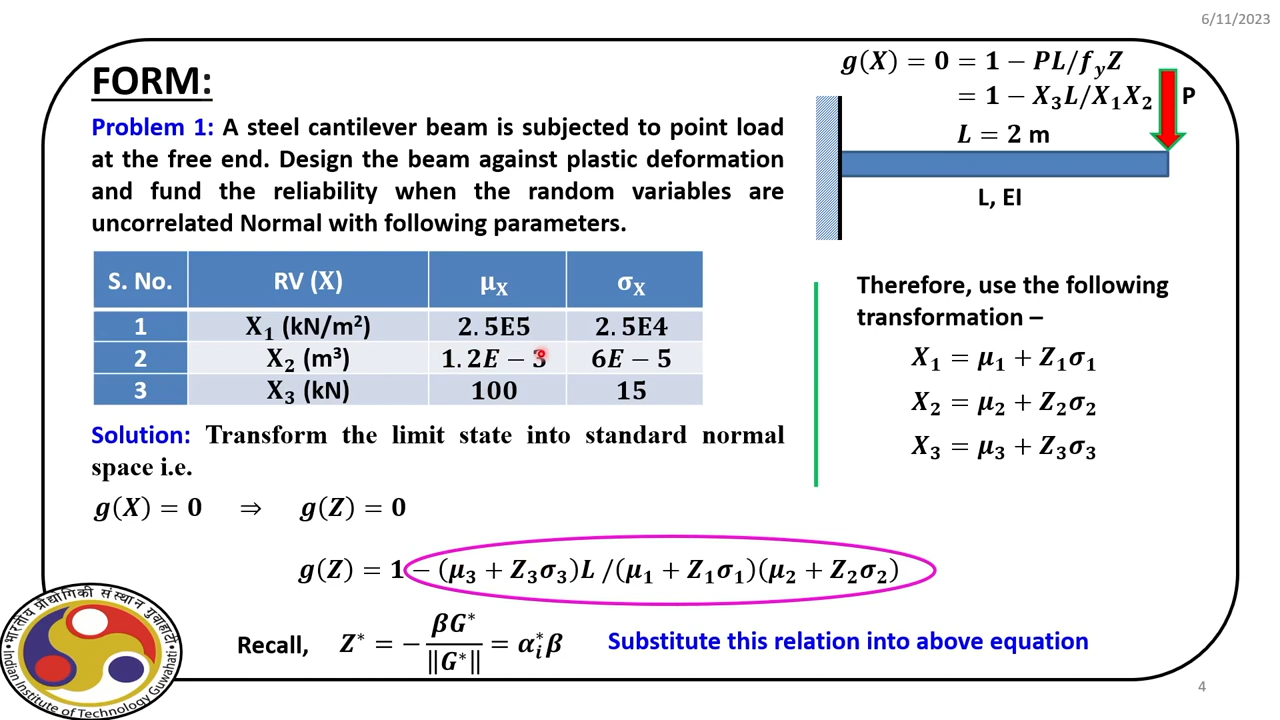 6/11/2023
FORM:
Problem 1: A steel cantilever beam is subjected to point load
at the free end. Design the beam against plastic deformation
and fund the reliability when the random variables are
uncorrelated Normal with following parameters.
S. No. RV (X) μ_X σ_X
1 X₁ (kN/m²) 2.5E5 2.5E4
2 X₂ (m³) 1.2E − 3 6E − 5
3 X₃ (kN) 100 15
Solution: Transform the limit state into standard normal
space i.e.
g(X) = 0 ⇒ g(Z) = 0
g(X) = 0 = 1 − PL/f_yZ
= 1 − X₃L/X₁X₂
P
L = 2 m
L, EI
Therefore, use the following
transformation –
X₁ = μ₁ + Z₁σ₁
X₂ = μ₂ + Z₂σ₂
X₃ = μ₃ + Z₃σ₃
g(Z) = 1 − (μ₃ + Z₃σ₃)L /(μ₁ + Z₁σ₁)(μ₂ + Z₂σ₂)
Recall, Z* = − βG*/‖G*‖ = α*ᵢβ
Substitute this relation into above equation
भारतीय प्रौद्योगिकी संस्थान गुवाहाटी
Indian Institute of Technology Guwahati
4